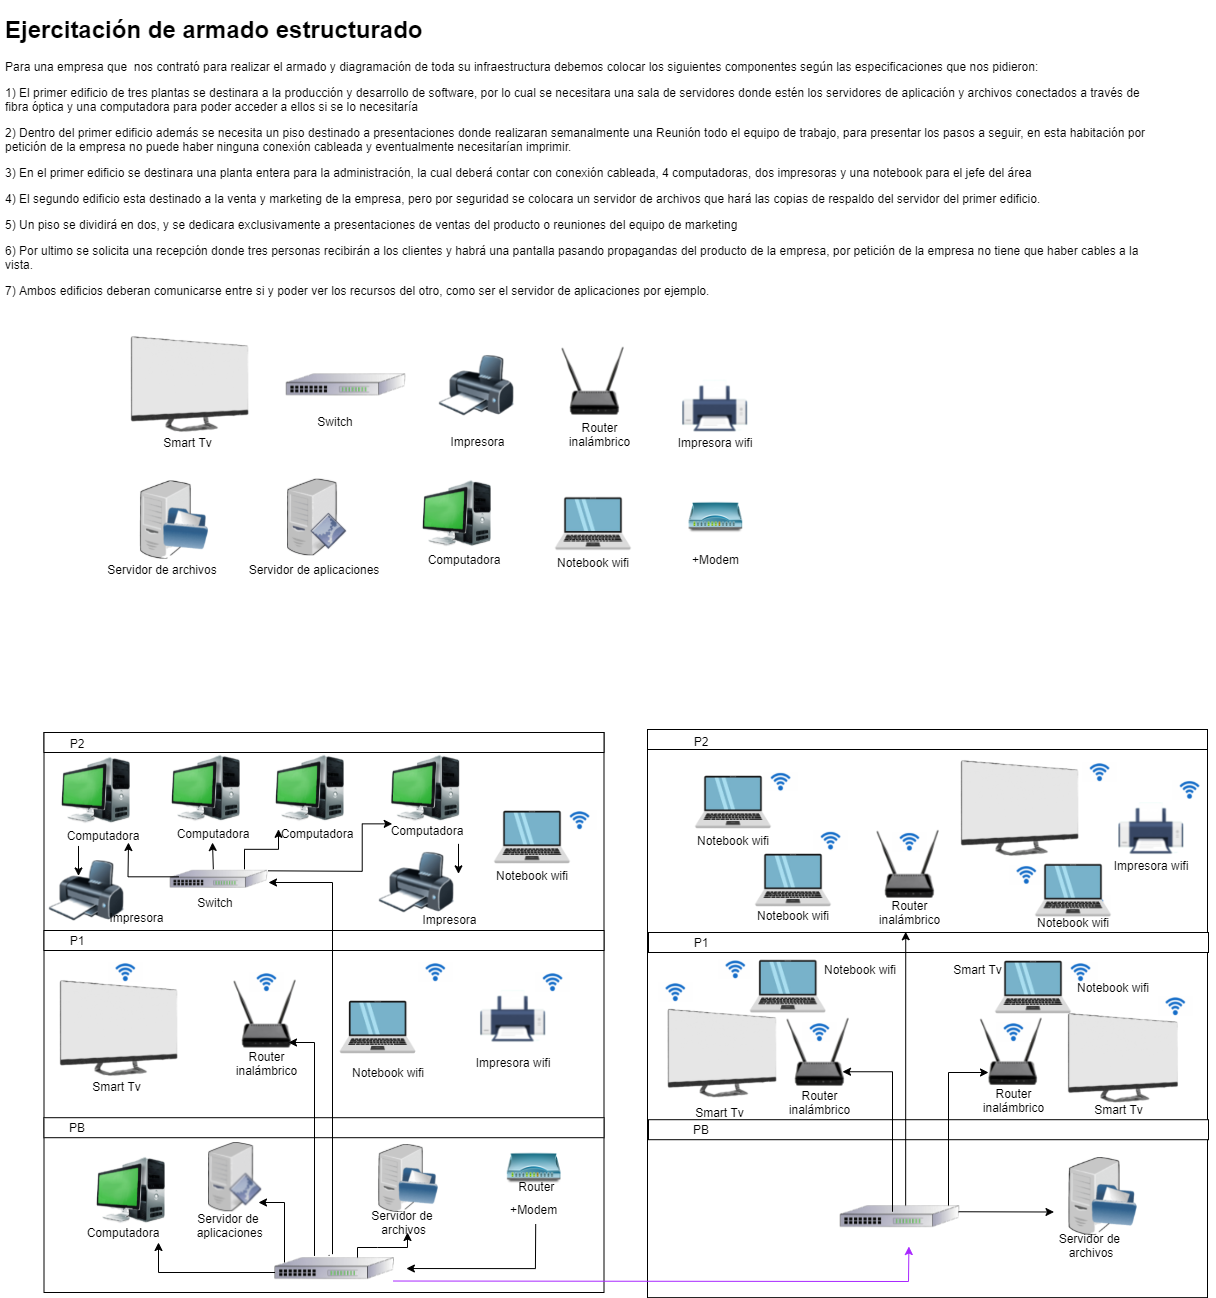 Ejercitación de armado estructurado
Para una empresa que  nos contrató para realizar el armado y diagramación de toda su infraestructura debemos colocar los siguientes componentes según las especificaciones que nos pidieron:
1) El primer edificio de tres plantas se destinara a la producción y desarrollo de software, por lo cual se necesitara una sala de servidores donde estén los servidores de aplicación y archivos conectados a través de
fibra óptica y una computadora para poder acceder a ellos si se lo necesitaría
2) Dentro del primer edificio además se necesita un piso destinado a presentaciones donde realizaran semanalmente una Reunión todo el equipo de trabajo, para presentar los pasos a seguir, en esta habitación por
petición de la empresa no puede haber ninguna conexión cableada y eventualmente necesitarían imprimir.
3) En el primer edificio se destinara una planta entera para la administración, la cual deberá contar con conexión cableada, 4 computadoras, dos impresoras y una notebook para el jefe del área
4) El segundo edificio esta destinado a la venta y marketing de la empresa, pero por seguridad se colocara un servidor de archivos que hará las copias de respaldo del servidor del primer edificio.
5) Un piso se dividirá en dos, y se dedicara exclusivamente a presentaciones de ventas del producto o reuniones del equipo de marketing
6) Por ultimo se solicita una recepción donde tres personas recibirán a los clientes y habrá una pantalla pasando propagandas del producto de la empresa, por petición de la empresa no tiene que haber cables a la
vista.
7) Ambos edificios deberan comunicarse entre si y poder ver los recursos del otro, como ser el servidor de aplicaciones por ejemplo.
Smart Tv
Switch
Impresora
Router
inalámbrico
Impresora wifi
Servidor de archivos
Servidor de aplicaciones
Computadora
Notebook wifi
+Modem
P2
Computadora
Computadora
Computadora
Computadora
Notebook wifi
Impresora
Switch
Impresora
P1
Smart Tv
Router
inalámbrico
Notebook wifi
Impresora wifi
PB
Computadora
Servidor de
aplicaciones
Servidor de
archivos
Router
+Modem
P2
Notebook wifi
Notebook wifi
Router
inalámbrico
Impresora wifi
Notebook wifi
P1
Notebook wifi
Smart Tv
Notebook wifi
Smart Tv
Router
inalámbrico
Router
inalámbrico
Smart Tv
PB
Servidor de
archivos